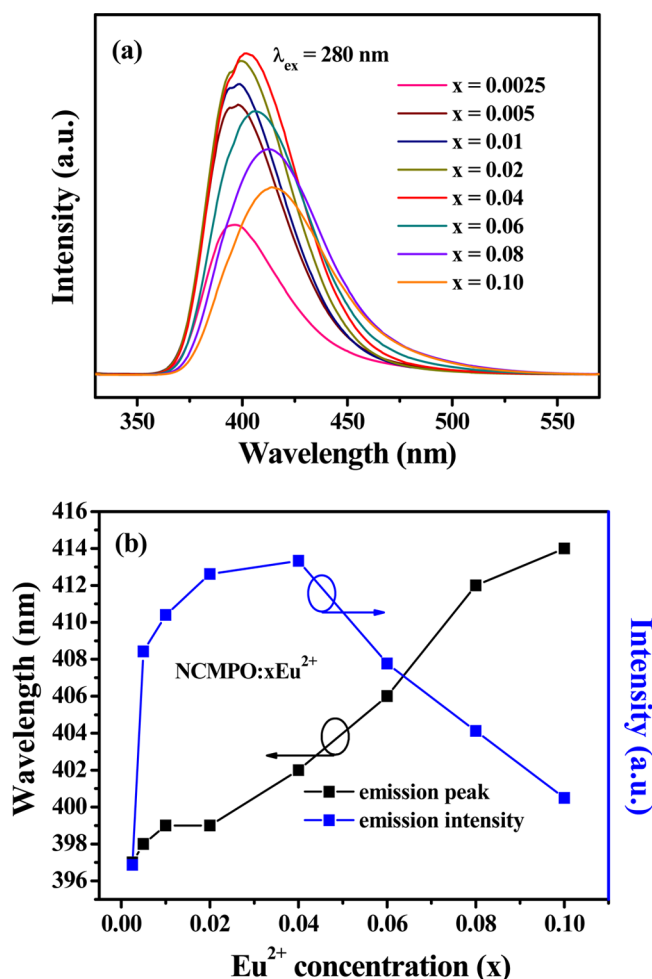 (a)
λex = 280 nm
x = 0.0025
x = 0.005
x = 0.01
x = 0.02
x = 0.04
x = 0.06
x = 0.08
x = 0.10
Intensity (a.u.)
350 400 450 500 550
Wavelength (nm)
(b)
416
414
412
410
408
406
404
402
400
398
396
Wavelength (nm)
Intensity (a.u.)
NCMPO:xEu²⁺
emission peak
emission intensity
0.00 0.02 0.04 0.06 0.08 0.10
Eu²⁺ concentration (x)